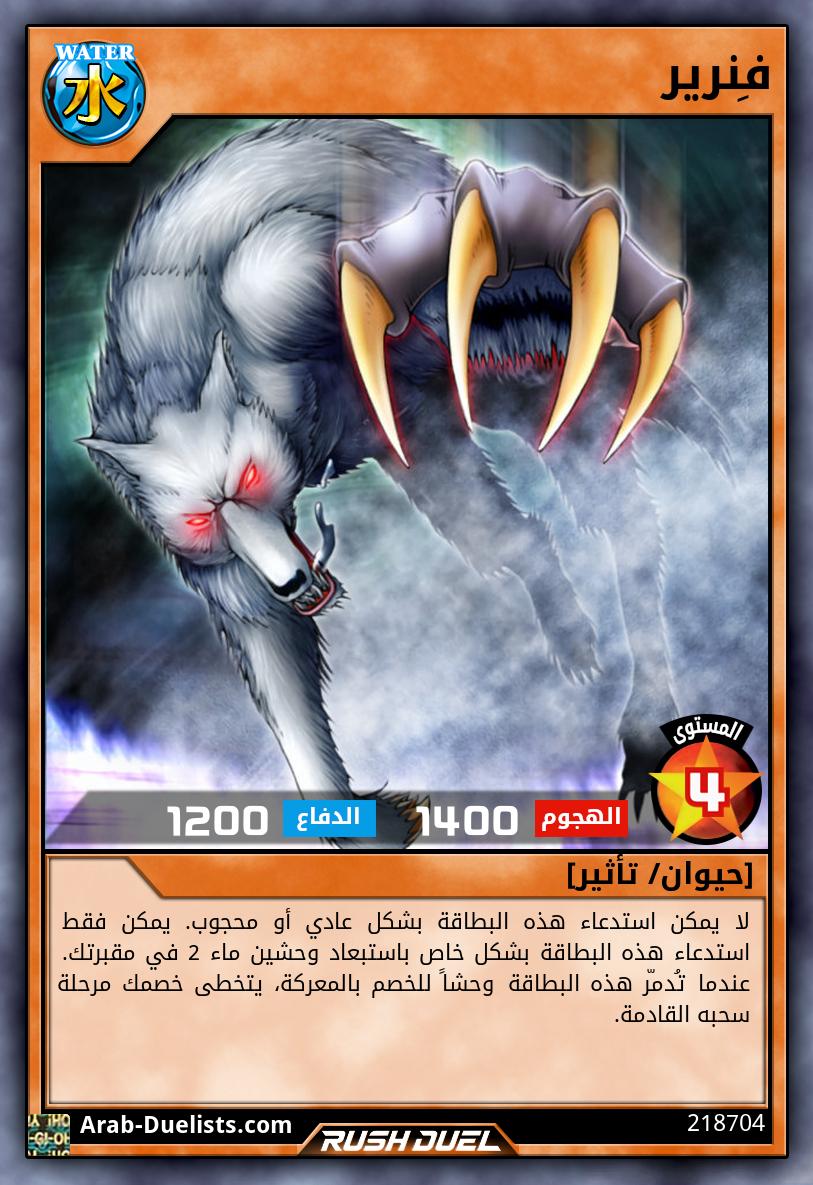 WATER
水
فِنرير
المستوى
4
الهجوم 1400 الدفاع 1200
[حيوان/ تأثير]
لا يمكن استدعاء هذه البطاقة بشكل عادي أو محجوب. يمكن فقط
استدعاء هذه البطاقة بشكل خاص باستبعاد وحشين ماء 2 في مقبرتك.
عندما تُدمّر هذه البطاقة وحشاً للخصم بالمعركة، يتخطى خصمك مرحلة
سحبه القادمة.
Arab-Duelists.com
RUSH DUEL
218704